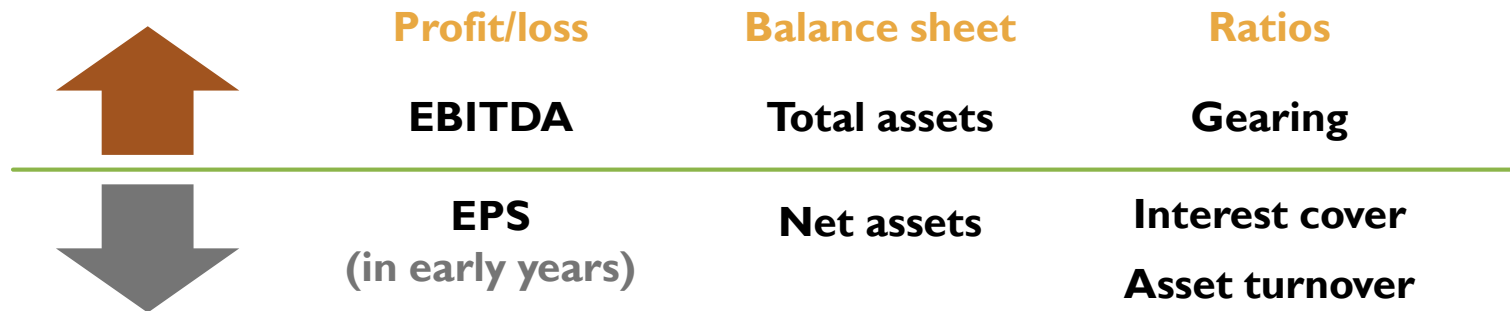 Profit/loss Balance sheet Ratios
EBITDA Total assets Gearing
EPS Net assets Interest cover
(in early years)
Asset turnover